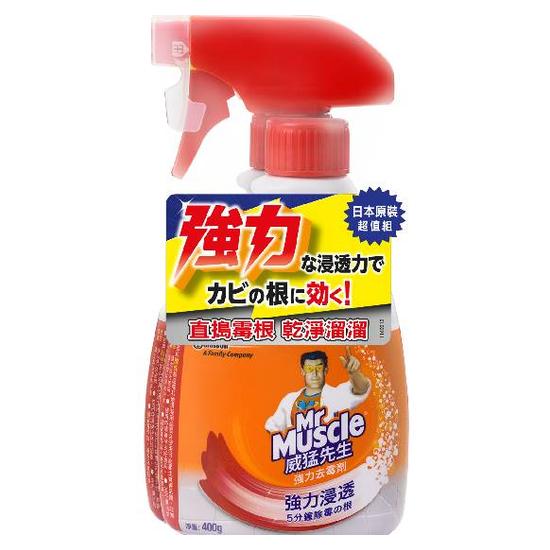 強力
な浸透力で
カビの根に効く!
直搗霉根 乾淨溜溜
日本原裝
超值組
A Family Company
Mr
Muscle
威猛先生
強力去霉劑
強力浸透
5分鐘除霉の根
淨重: 400g